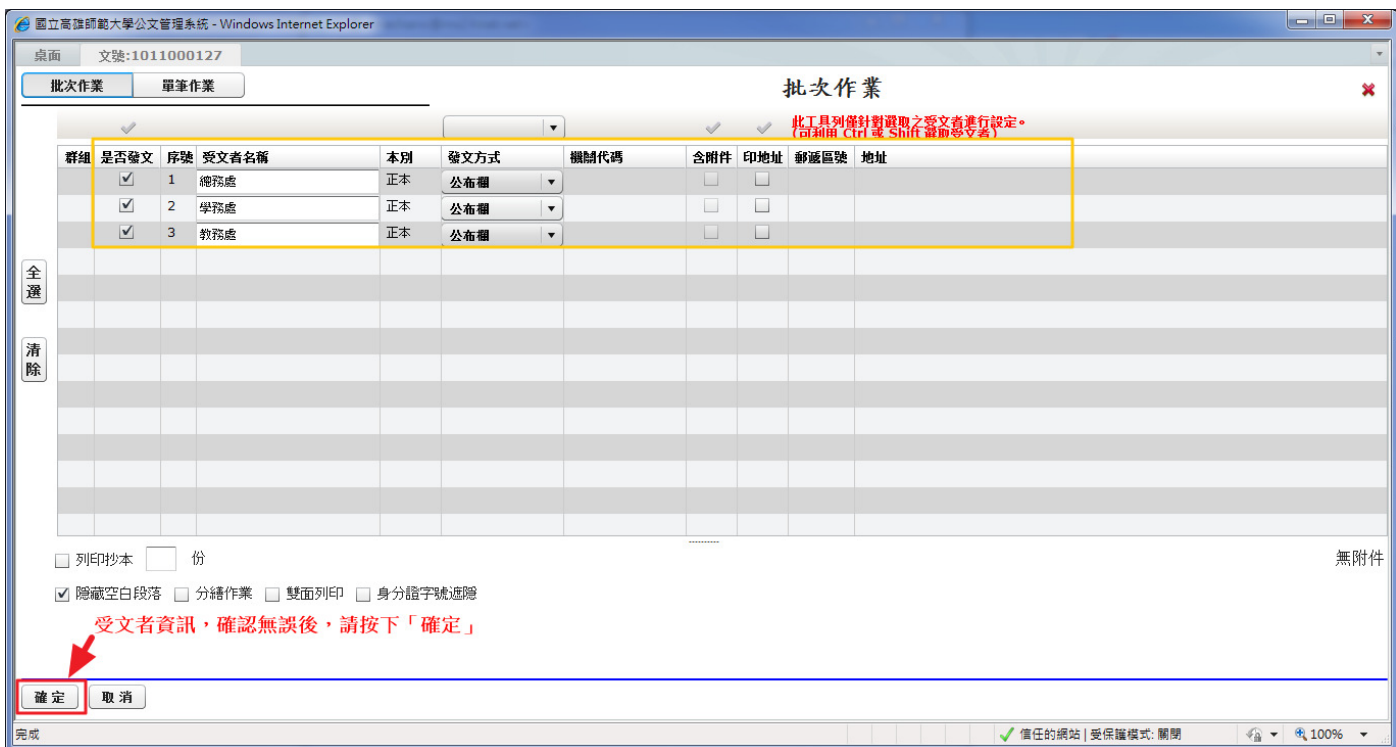 國立高雄師範大學公文管理系統 - Windows Internet Explorer
桌面 文號:1011000127
批次作業 單筆作業 批次作業
此工具列僅針對選取之受文者進行設定。
(可利用 Ctrl 或 Shift 選取受文者)
群組 是否發文 序號 受文者名稱 本別 發文方式 機關代碼 含附件 印地址 郵遞區號 地址
1 總務處 正本 公布欄
2 學務處 正本 公布欄
3 教務處 正本 公布欄
全選
清除
列印抄本 份 無附件
隱藏空白段落 分繕作業 雙面列印 身分證字號遮隱
受文者資訊，確認無誤後，請按下「確定」
確定 取消
完成 信任的網站 | 受保護模式: 關閉 100%